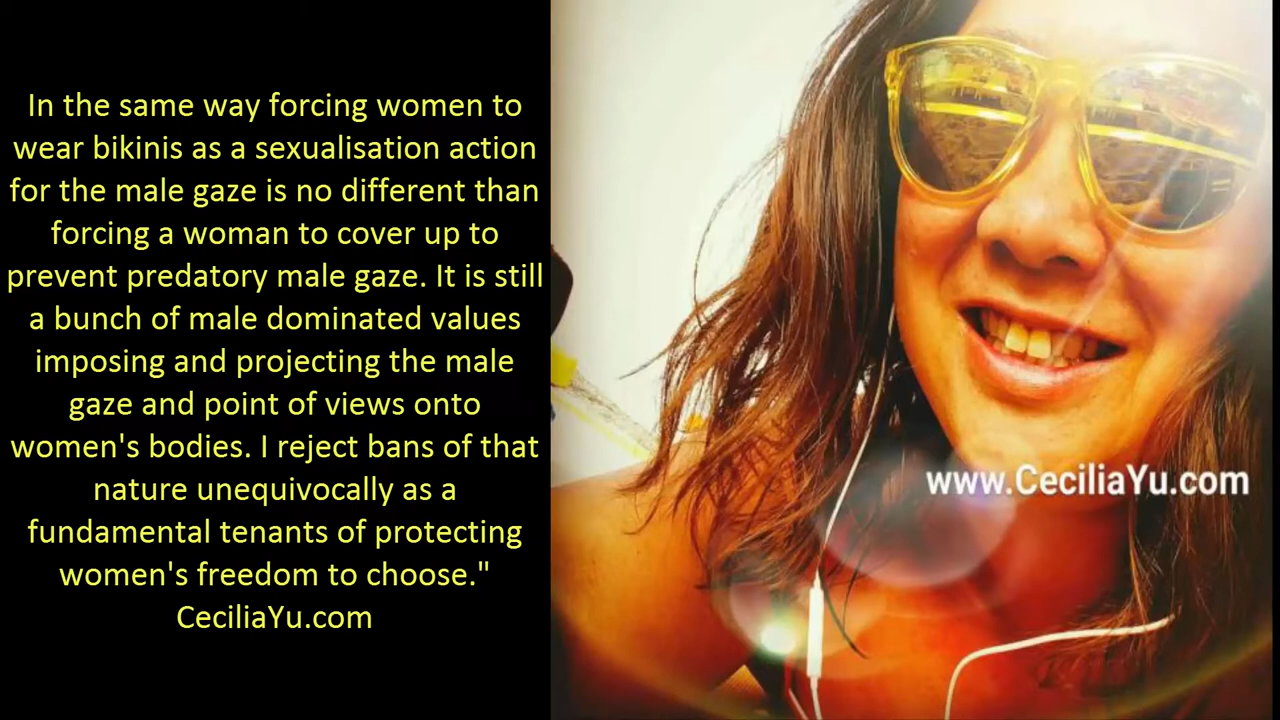 In the same way forcing women to
wear bikinis as a sexualisation action
for the male gaze is no different than
forcing a woman to cover up to
prevent predatory male gaze. It is still
a bunch of male dominated values
imposing and projecting the male
gaze and point of views onto
women's bodies. I reject bans of that
nature unequivocally as a
fundamental tenants of protecting
women's freedom to choose."
CeciliaYu.com
www.CeciliaYu.com